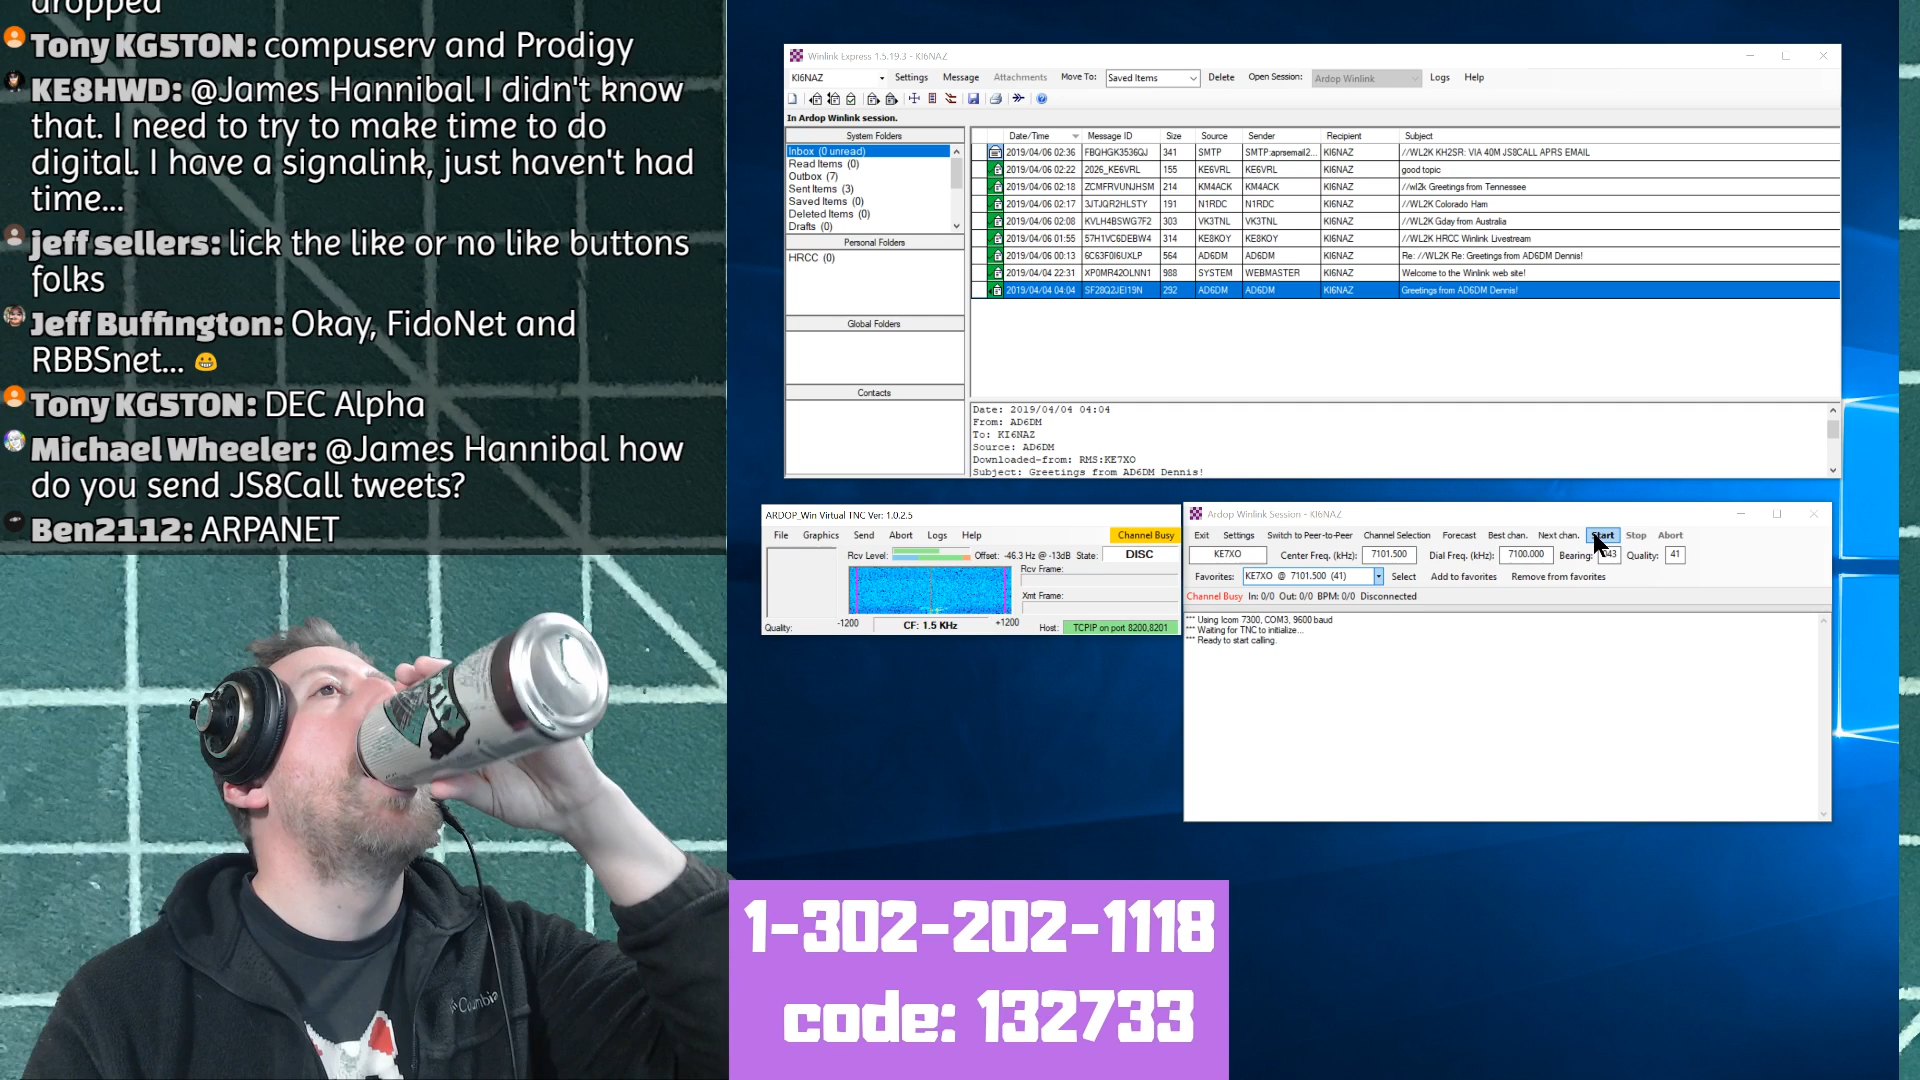 dropped
Tony KG5TON: compuserv and Prodigy
KE8HWD: @James Hannibal I didn't know
that. I need to try to make time to do
digital. I have a signalink, just haven't had
time...
jeff sellers: lick the like or no like buttons
folks
Jeff Buffington: Okay, FidoNet and
RBBSnet... 😁
Tony KG5TON: DEC Alpha
Michael Wheeler: @James Hannibal how
do you send JS8Call tweets?
Ben2112: ARPANET
Winlink Express 1.5.19.3 - KI6NAZ
KI6NAZ Settings Message Attachments Move To: Saved Items Delete Open Session: Ardop Winlink Logs Help
In Ardop Winlink session.
System Folders
Inbox (0 unread)
Read Items (0)
Outbox (7)
Sent Items (3)
Saved Items (0)
Deleted Items (0)
Drafts (0)
Personal Folders
HRCC (0)
Global Folders
Contacts
Date/Time Message ID Size Source Sender Recipient Subject
2019/04/06 02:36 FBQHGK3536QJ 341 SMTP SMTP:aprsemail2... KI6NAZ //WL2K KH2SR: VIA 40M JS8CALL APRS EMAIL
2019/04/06 02:22 2026_KE6VRL 155 KE6VRL KE6VRL KI6NAZ good topic
2019/04/06 02:18 ZCMFRVUNJHSM 214 KM4ACK KM4ACK KI6NAZ //wl2k Greetings from Tennessee
2019/04/06 02:17 3JTJQR2HLSTY 191 N1RDC N1RDC KI6NAZ //WL2K Colorado Ham
2019/04/06 02:08 KVLH4BSWG7F2 303 VK3TNL VK3TNL KI6NAZ //WL2K Gday from Australia
2019/04/06 01:55 57H1VC6DEBW4 314 KE8KOY KE8KOY KI6NAZ //WL2K HRCC Winlink Livestream
2019/04/06 00:13 6C63F0I6UXLP 564 AD6DM AD6DM KI6NAZ Re: //WL2K Re: Greetings from AD6DM Dennis!
2019/04/04 22:31 XP0MR42OLNN1 988 SYSTEM WEBMASTER KI6NAZ Welcome to the Winlink web site!
2019/04/04 04:04 SF28Q2JEI19N 292 AD6DM AD6DM KI6NAZ Greetings from AD6DM Dennis!
Date: 2019/04/04 04:04
From: AD6DM
To: KI6NAZ
Source: AD6DM
Downloaded-from: RMS:KE7XO
Subject: Greetings from AD6DM Dennis!
ARDOP_Win Virtual TNC Ver: 1.0.2.5
File Graphics Send Abort Logs Help Channel Busy
Rcv Level: Offset: -46.3 Hz @ -13dB State: DISC
Rcv Frame:
Xmt Frame:
Quality: -1200 CF: 1.5 KHz +1200 Host: TCPIP on port 8200,8201
Ardop Winlink Session - KI6NAZ
Exit Settings Switch to Peer-to-Peer Channel Selection Forecast Best chan. Next chan. Start Stop Abort
KE7XO Center Freq. (kHz): 7101.500 Dial Freq. (kHz): 7100.000 Bearing: Quality: 41
Favorites: KE7XO @ 7101.500 (41) Select Add to favorites Remove from favorites
Channel Busy In: 0/0 Out: 0/0 BPM: 0/0 Disconnected
*** Using Icom 7300, COM3, 9600 baud
*** Waiting for TNC to initialize...
*** Ready to start calling.
Columbia
1-302-202-1118
code: 132733